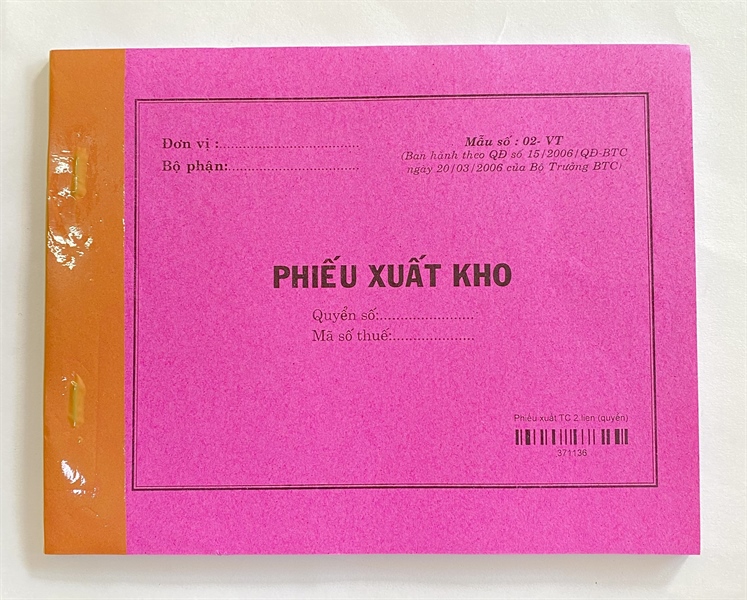 Đơn vị :..................................
Bộ phận:................................
Mẫu số : 02- VT
(Ban hành theo QĐ số 15/2006/QĐ-BTC
ngày 20/03/2006 của Bộ Trưởng BTC)
PHIẾU XUẤT KHO
Quyển số:.......................
Mã số thuế:....................
Phiếu xuất TC 2 lien (quyển)
371136